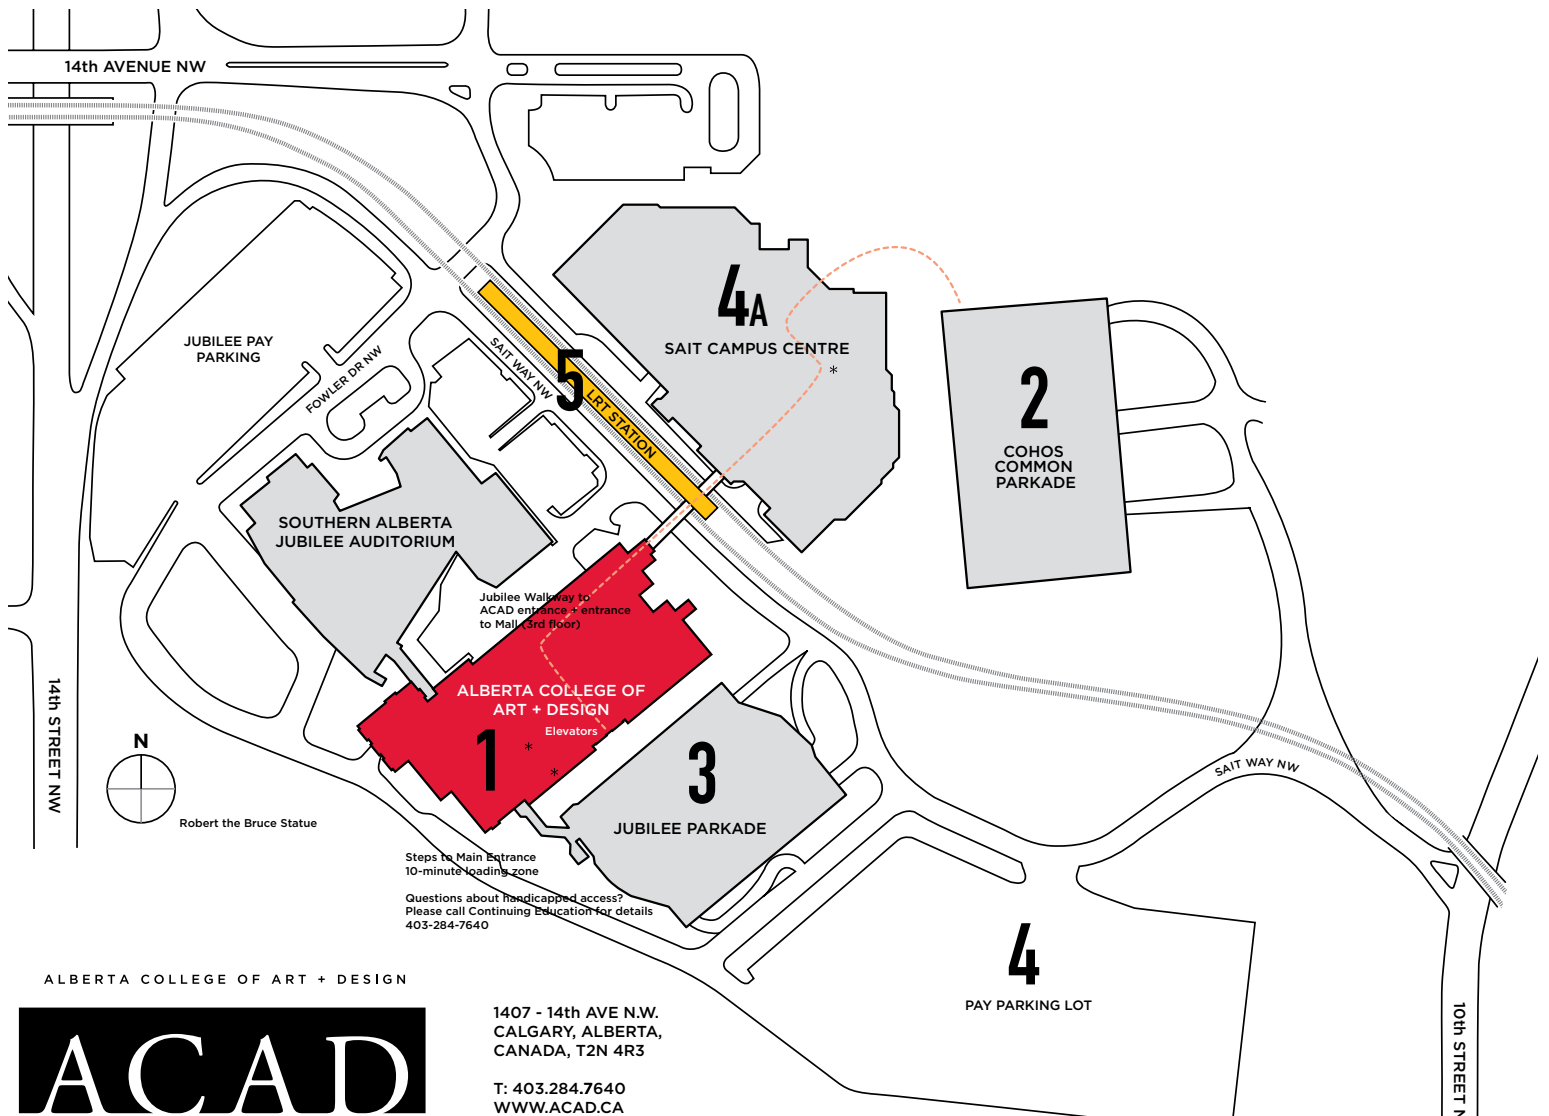 14th AVENUE NW
JUBILEE PAY
PARKING
FOWLER DR NW
SAIT WAY NW
5
LRT STATION
4A
SAIT CAMPUS CENTRE
*
2
COHOS
COMMON
PARKADE
SOUTHERN ALBERTA
JUBILEE AUDITORIUM
Jubilee Walkway to
ACAD entrance + entrance
to Mall (3rd floor)
ALBERTA COLLEGE OF
ART + DESIGN
Elevators
1
*
*
3
JUBILEE PARKADE
14th STREET NW
N
Robert the Bruce Statue
SAIT WAY NW
Steps to Main Entrance
10-minute loading zone
Questions about handicapped access?
Please call Continuing Education for details
403-284-7640
4
PAY PARKING LOT
10th STREET N
ALBERTA COLLEGE OF ART + DESIGN
ACAD
1407 - 14th AVE N.W.
CALGARY, ALBERTA,
CANADA, T2N 4R3
T: 403.284.7640
WWW.ACAD.CA